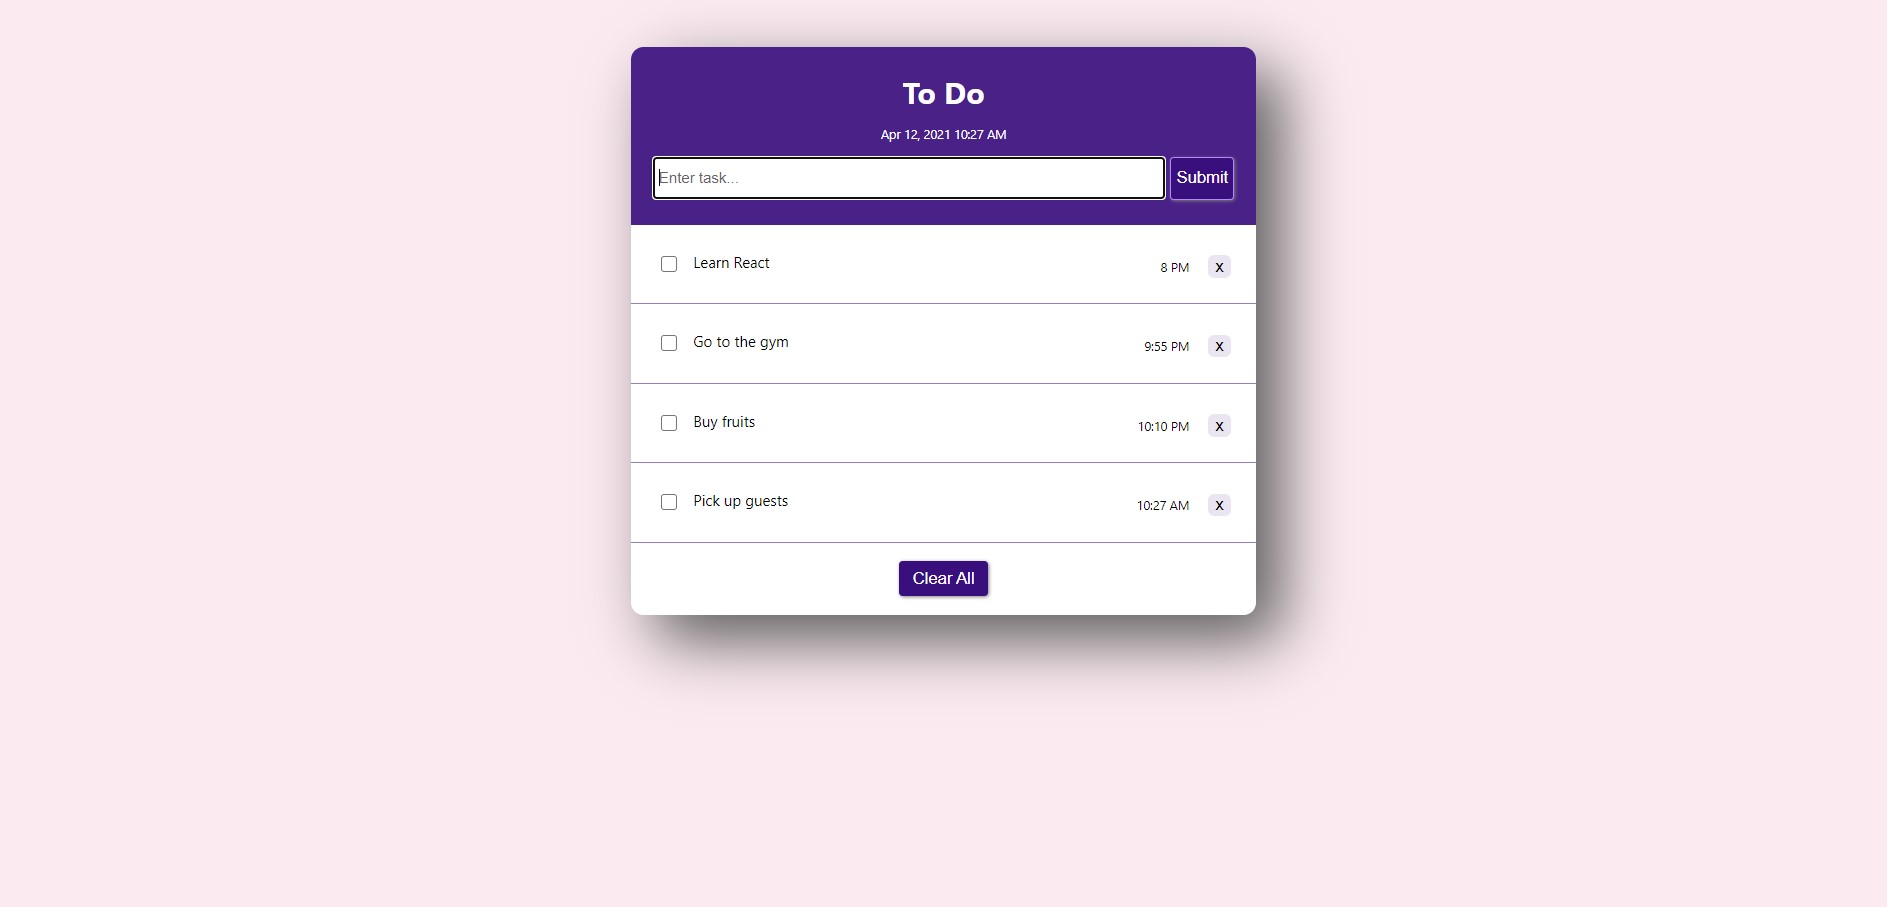 To Do
Apr 12, 2021 10:27 AM
Enter task... Submit
Learn React 8 PM X
Go to the gym 9:55 PM X
Buy fruits 10:10 PM X
Pick up guests 10:27 AM X
Clear All